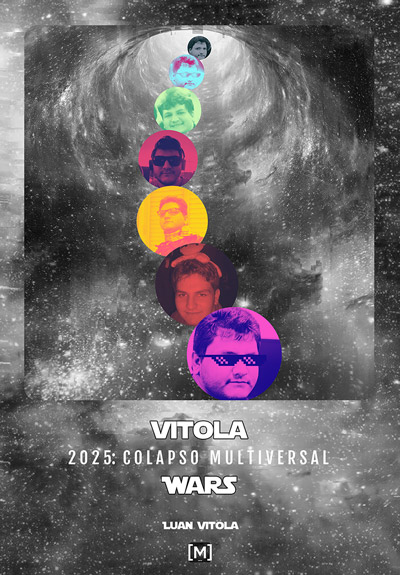 VITOLA
2025: COLAPSO MULTIVERSAL
WARS
LUAN VITOLA
[M]